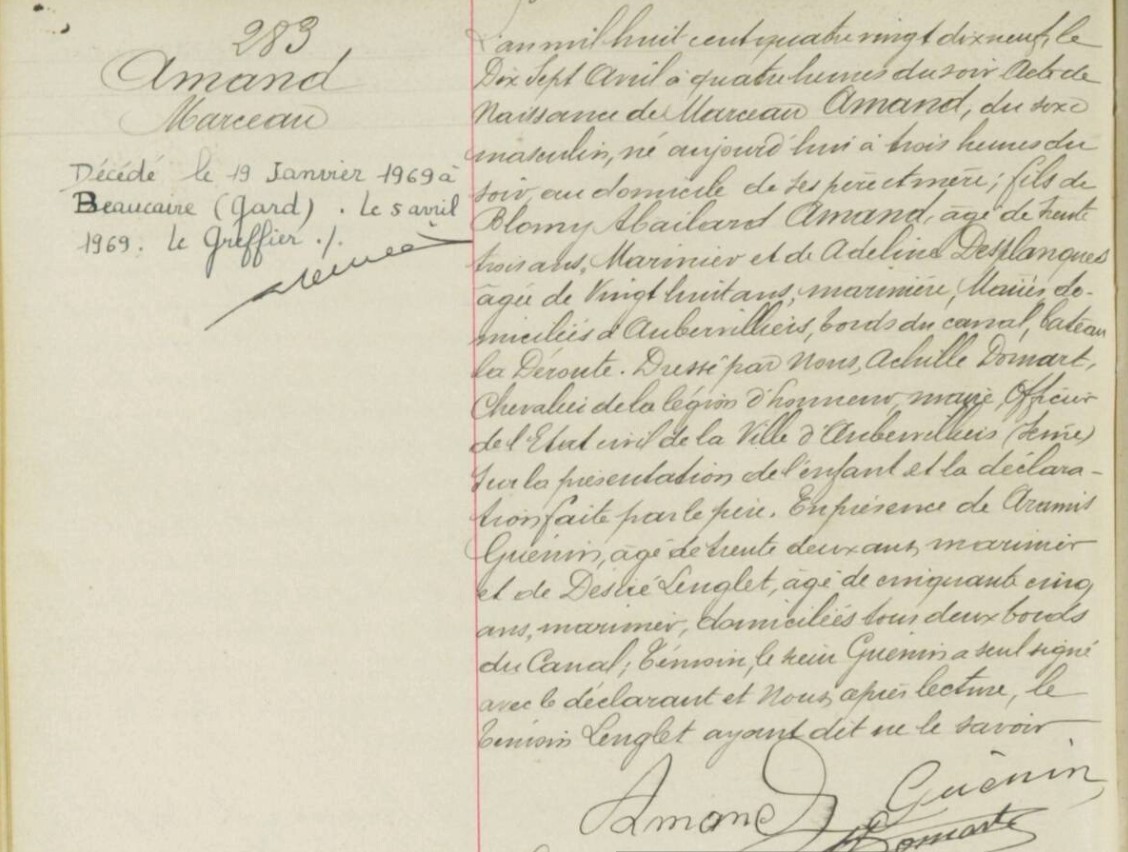 283
Amand
Marceau
Décédé le 19 Janvier 1969 à
Beaucaire (Gard). Le 5 avril
1969. Le Greffier ./.
L'an mil huit cent quatre vingt dix neuf, le
Dix Sept Avril à quatre heures du soir Acte de
Naissance de Marceau Amand, du sexe
masculin, né aujourd'hui à trois heures du
soir, au domicile de ses père et mère ; fils de
Blomy Abailard Amand, âgé de trente
trois ans, Marinier et de Adeline Desplanques
âgée de Vingt huit ans, marinière, Mariés, do-
miciliés à Aubervilliers, bords du canal, bateau
la Déroute. Dressé par Nous, Achille Domart,
Chevalier de la légion d'honneur, maire, Officier
de l'Etat civil de la Ville d'Aubervilliers (Seine)
Sur la présentation de l'enfant et la déclara-
tion faite par le père. En présence de Aramis
Guénin, âgé de trente deux ans, marinier
et de Désiré Lenglet, âgé de cinquante cinq
ans, marinier, domiciliés tous deux bords
du Canal ; Témoin, le sieur Guénin a seul signé
avec le déclarant et Nous, après lecture, le
témoin Lenglet ayant dit ne le savoir
Amand
Guénin
Domart